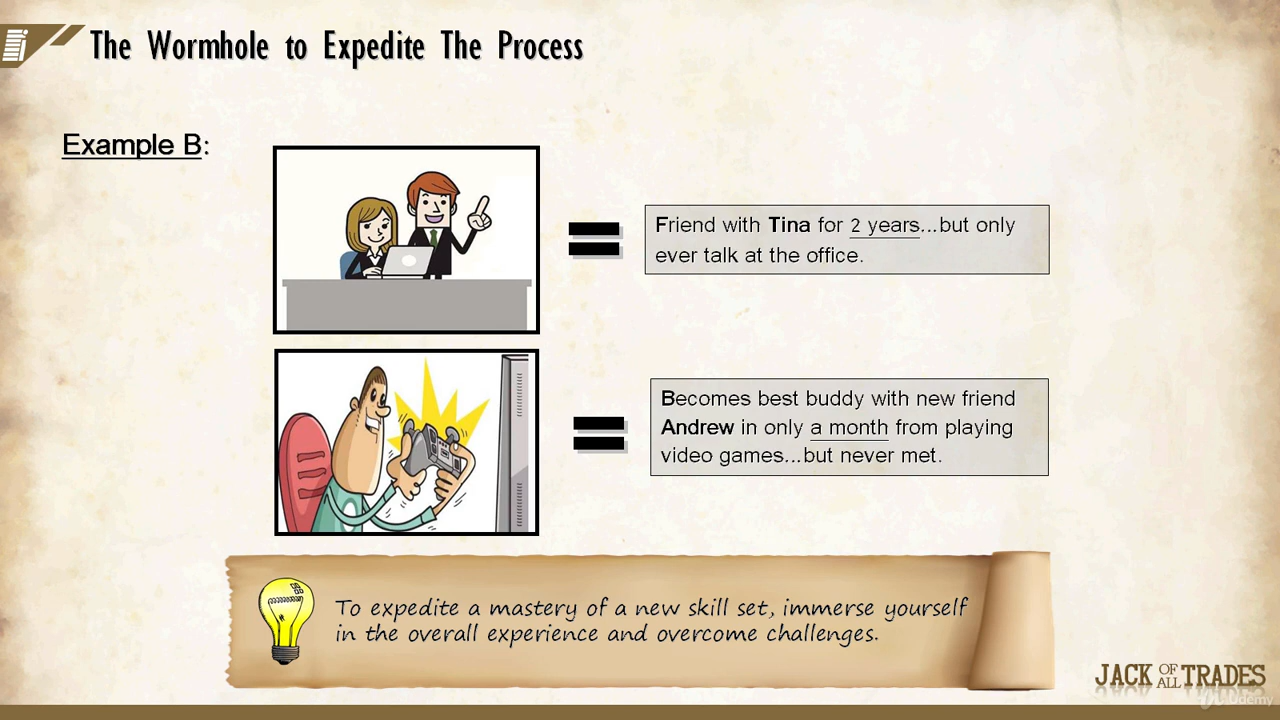 The Wormhole to Expedite The Process
Example B:
Friend with Tina for 2 years...but only
ever talk at the office.
Becomes best buddy with new friend
Andrew in only a month from playing
video games...but never met.
To expedite a mastery of a new skill set, immerse yourself
in the overall experience and overcome challenges.
JACK OF ALL TRADES
Udemy